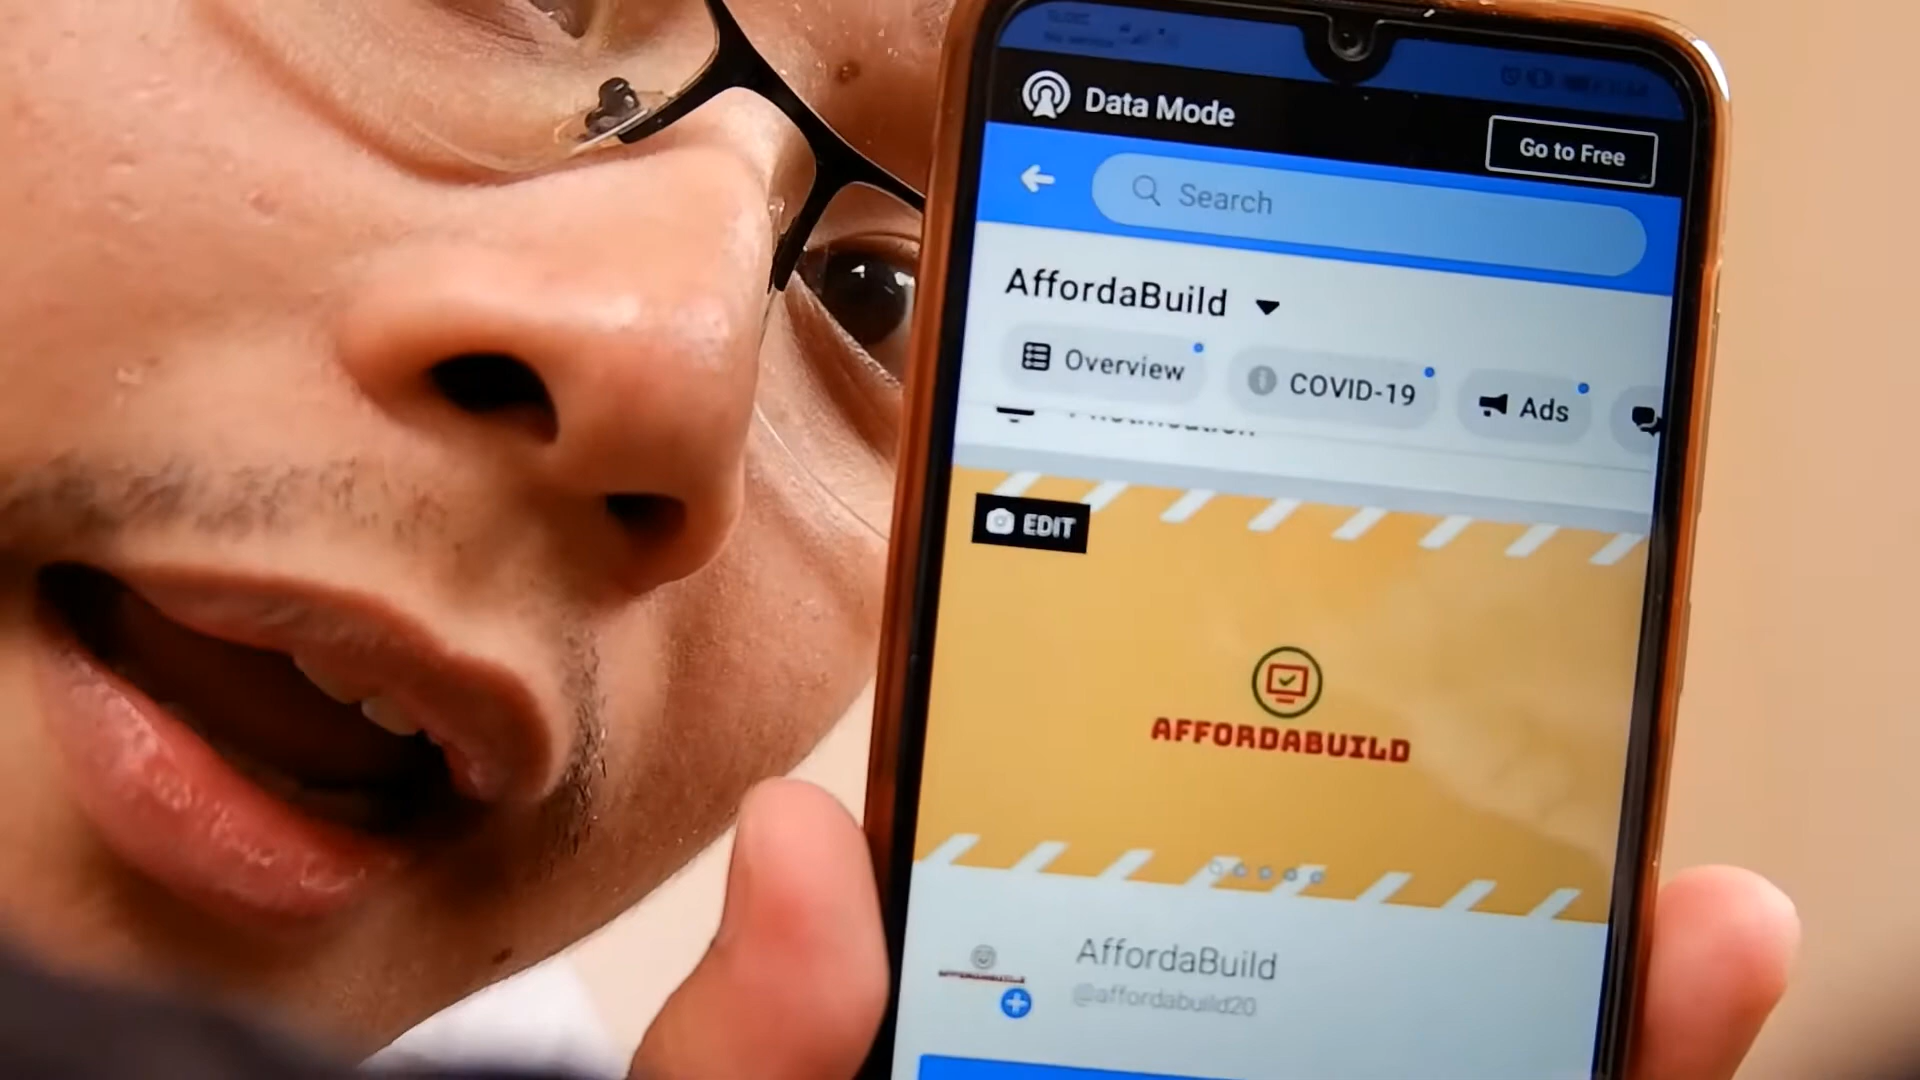 Data Mode
Go to Free
Search
AffordaBuild
Overview
COVID-19
Ads
EDIT
AFFORDABUILD
AffordaBuild
@affordabuild20